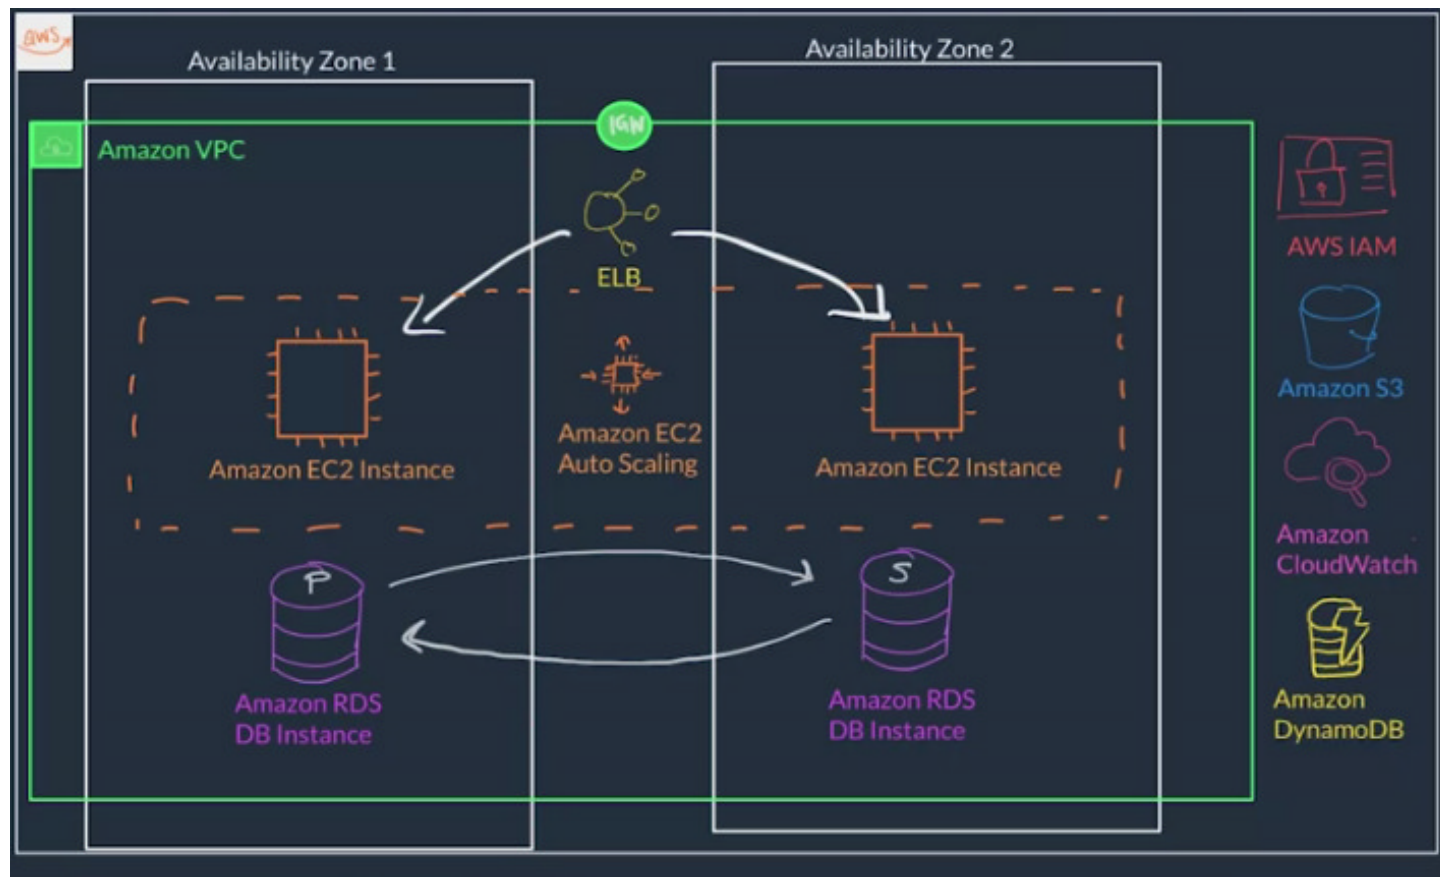 aws
Availability Zone 1
Availability Zone 2
IGW
Amazon VPC
ELB
AWS IAM
Amazon S3
Amazon EC2
Auto Scaling
Amazon EC2 Instance
Amazon EC2 Instance
Amazon
CloudWatch
P
S
Amazon RDS
DB Instance
Amazon RDS
DB Instance
Amazon
DynamoDB